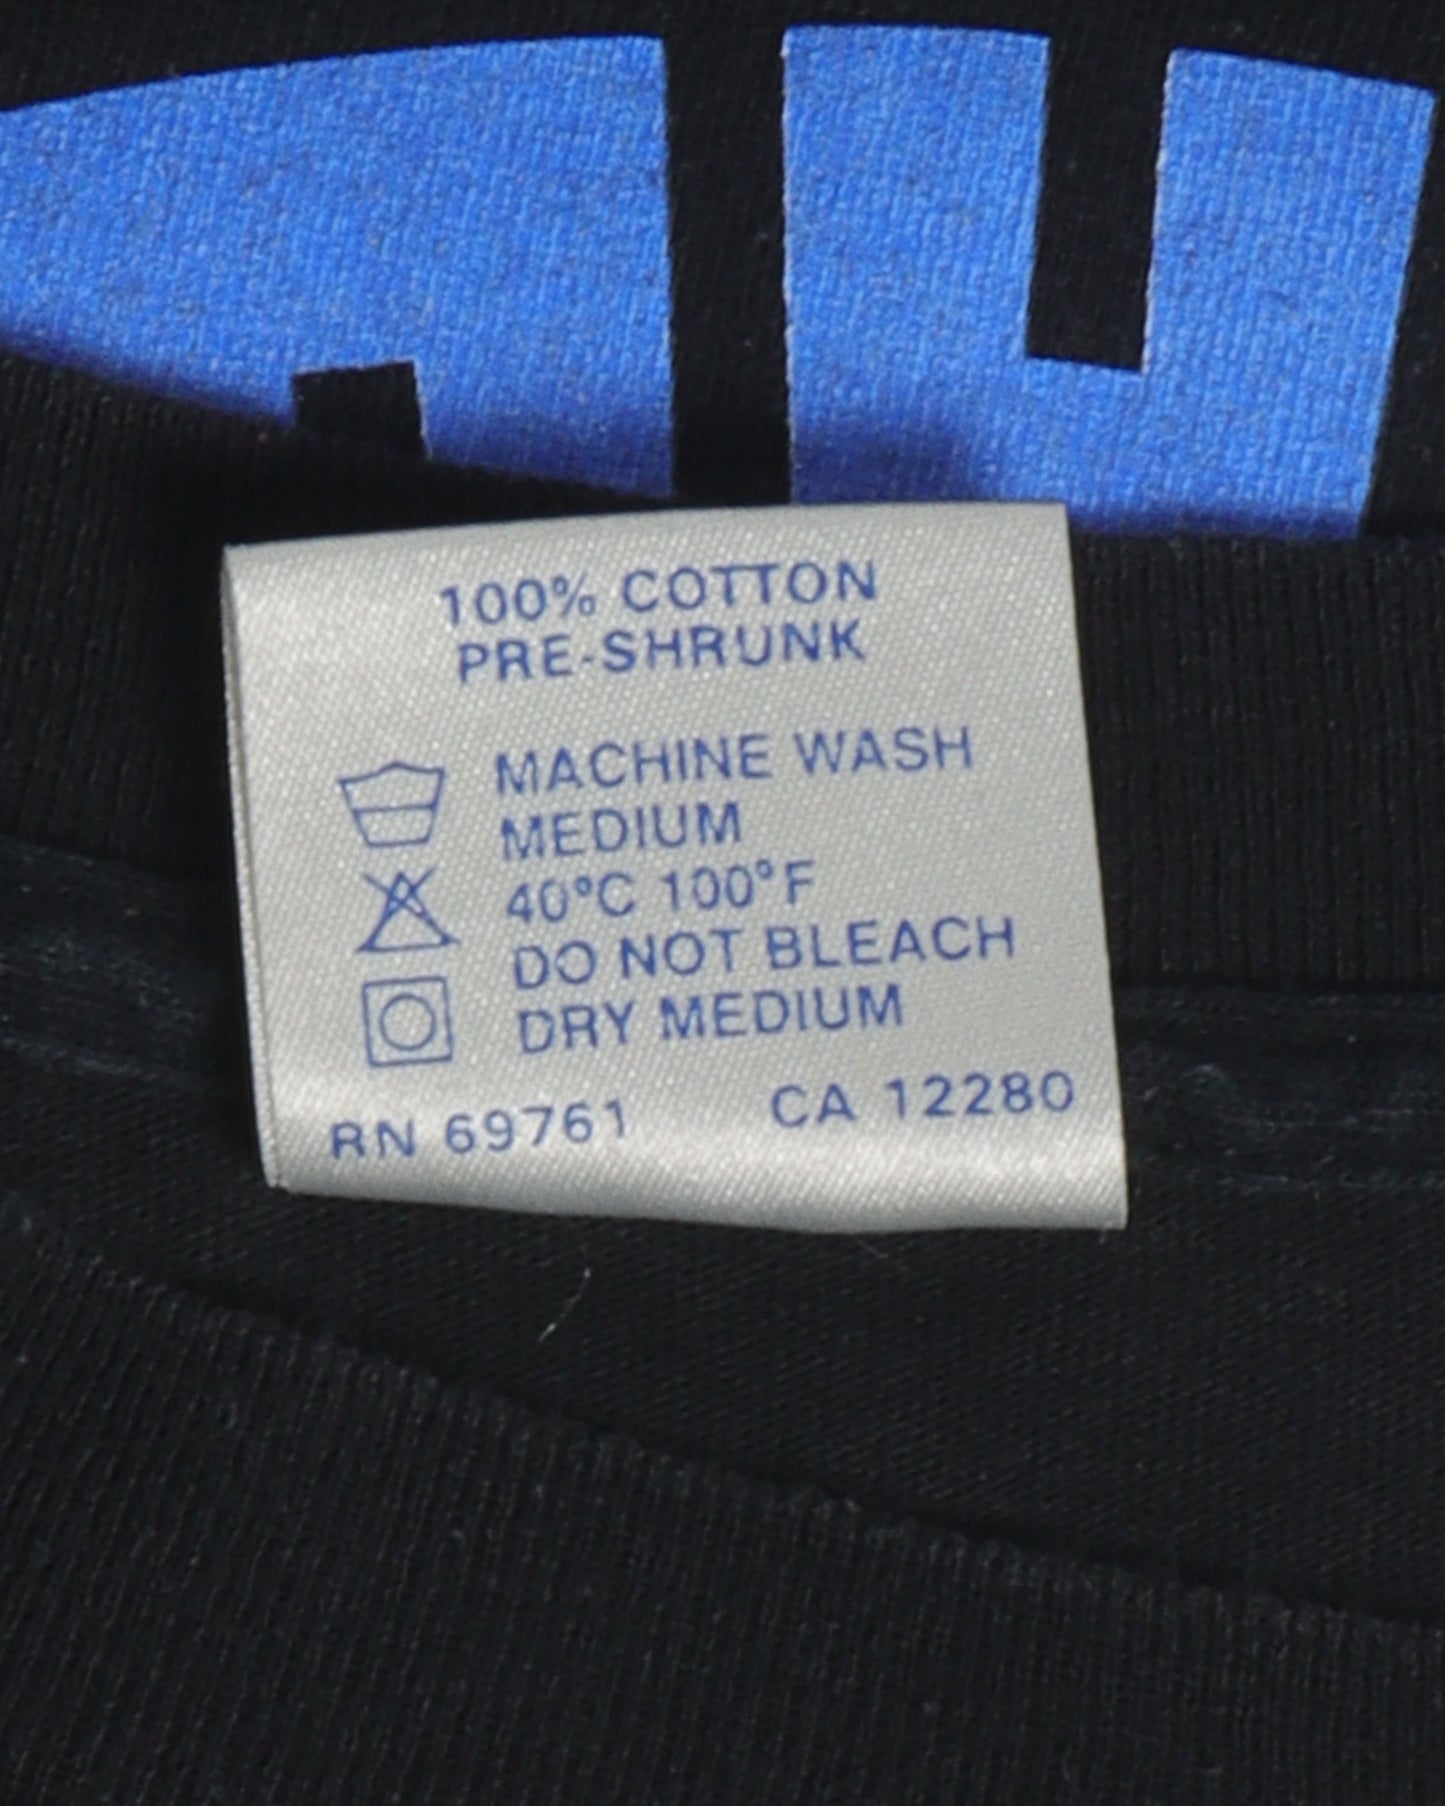 100% COTTON
PRE-SHRUNK
MACHINE WASH
MEDIUM
40°C 100°F
DO NOT BLEACH
DRY MEDIUM
RN 69761 CA 12280